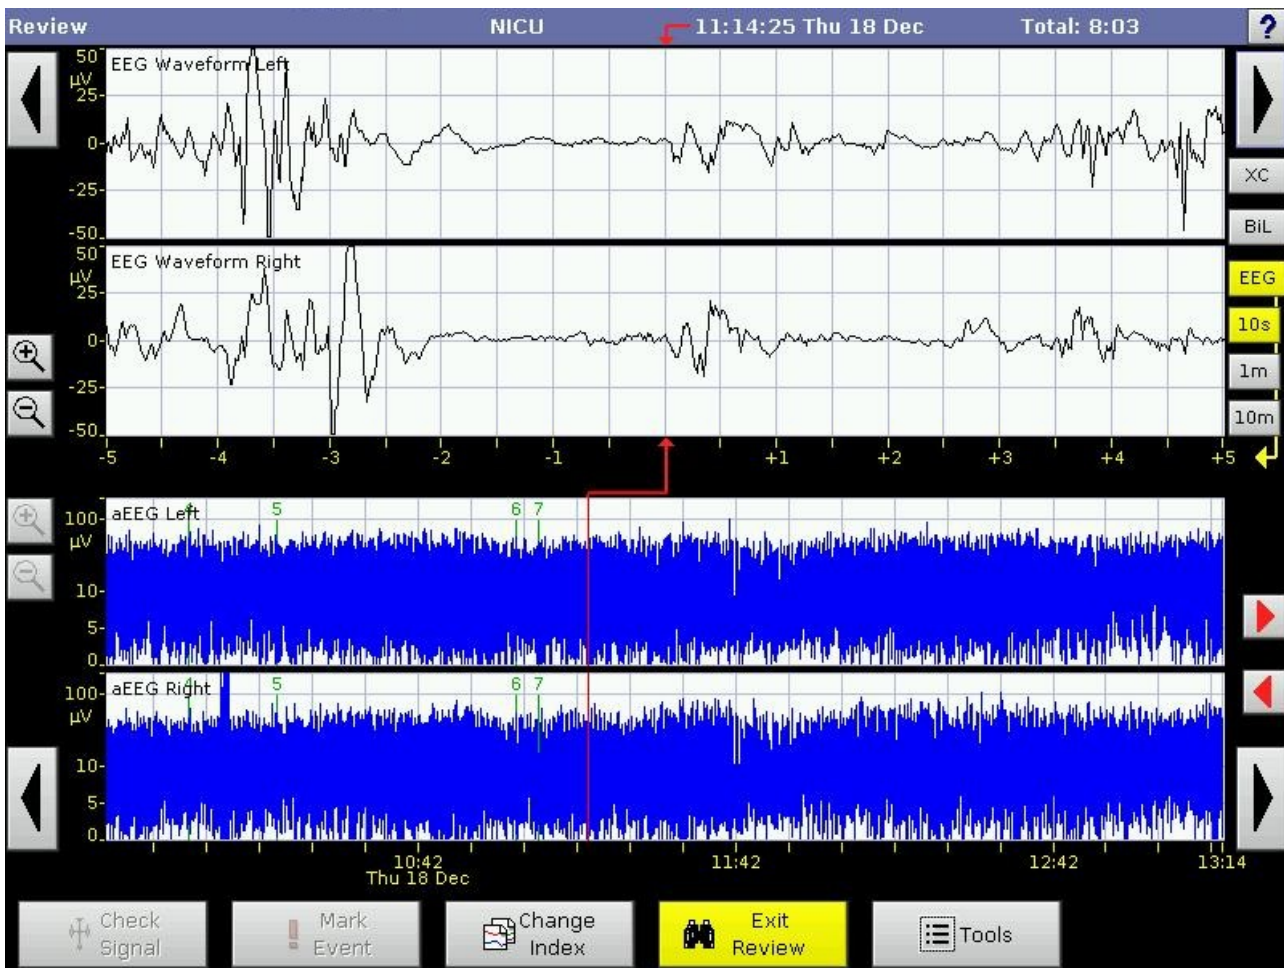 Review NICU 11:14:25 Thu 18 Dec Total: 8:03 ?
50 EEG Waveform Left
µV
25
0
-25
-50
XC
BiL
50 EEG Waveform Right
µV
25
0
-25
-50
EEG
10s
1m
10m
-5 -4 -3 -2 -1 +1 +2 +3 +4 +5
100 aEEG Left 4 5 6 7
µV
10
5
0
100 aEEG Right 4 5 6 7
µV
10
5
0
10:42 11:42 12:42 13:14
Thu 18 Dec
Check Signal
Mark Event
Change Index
Exit Review
Tools